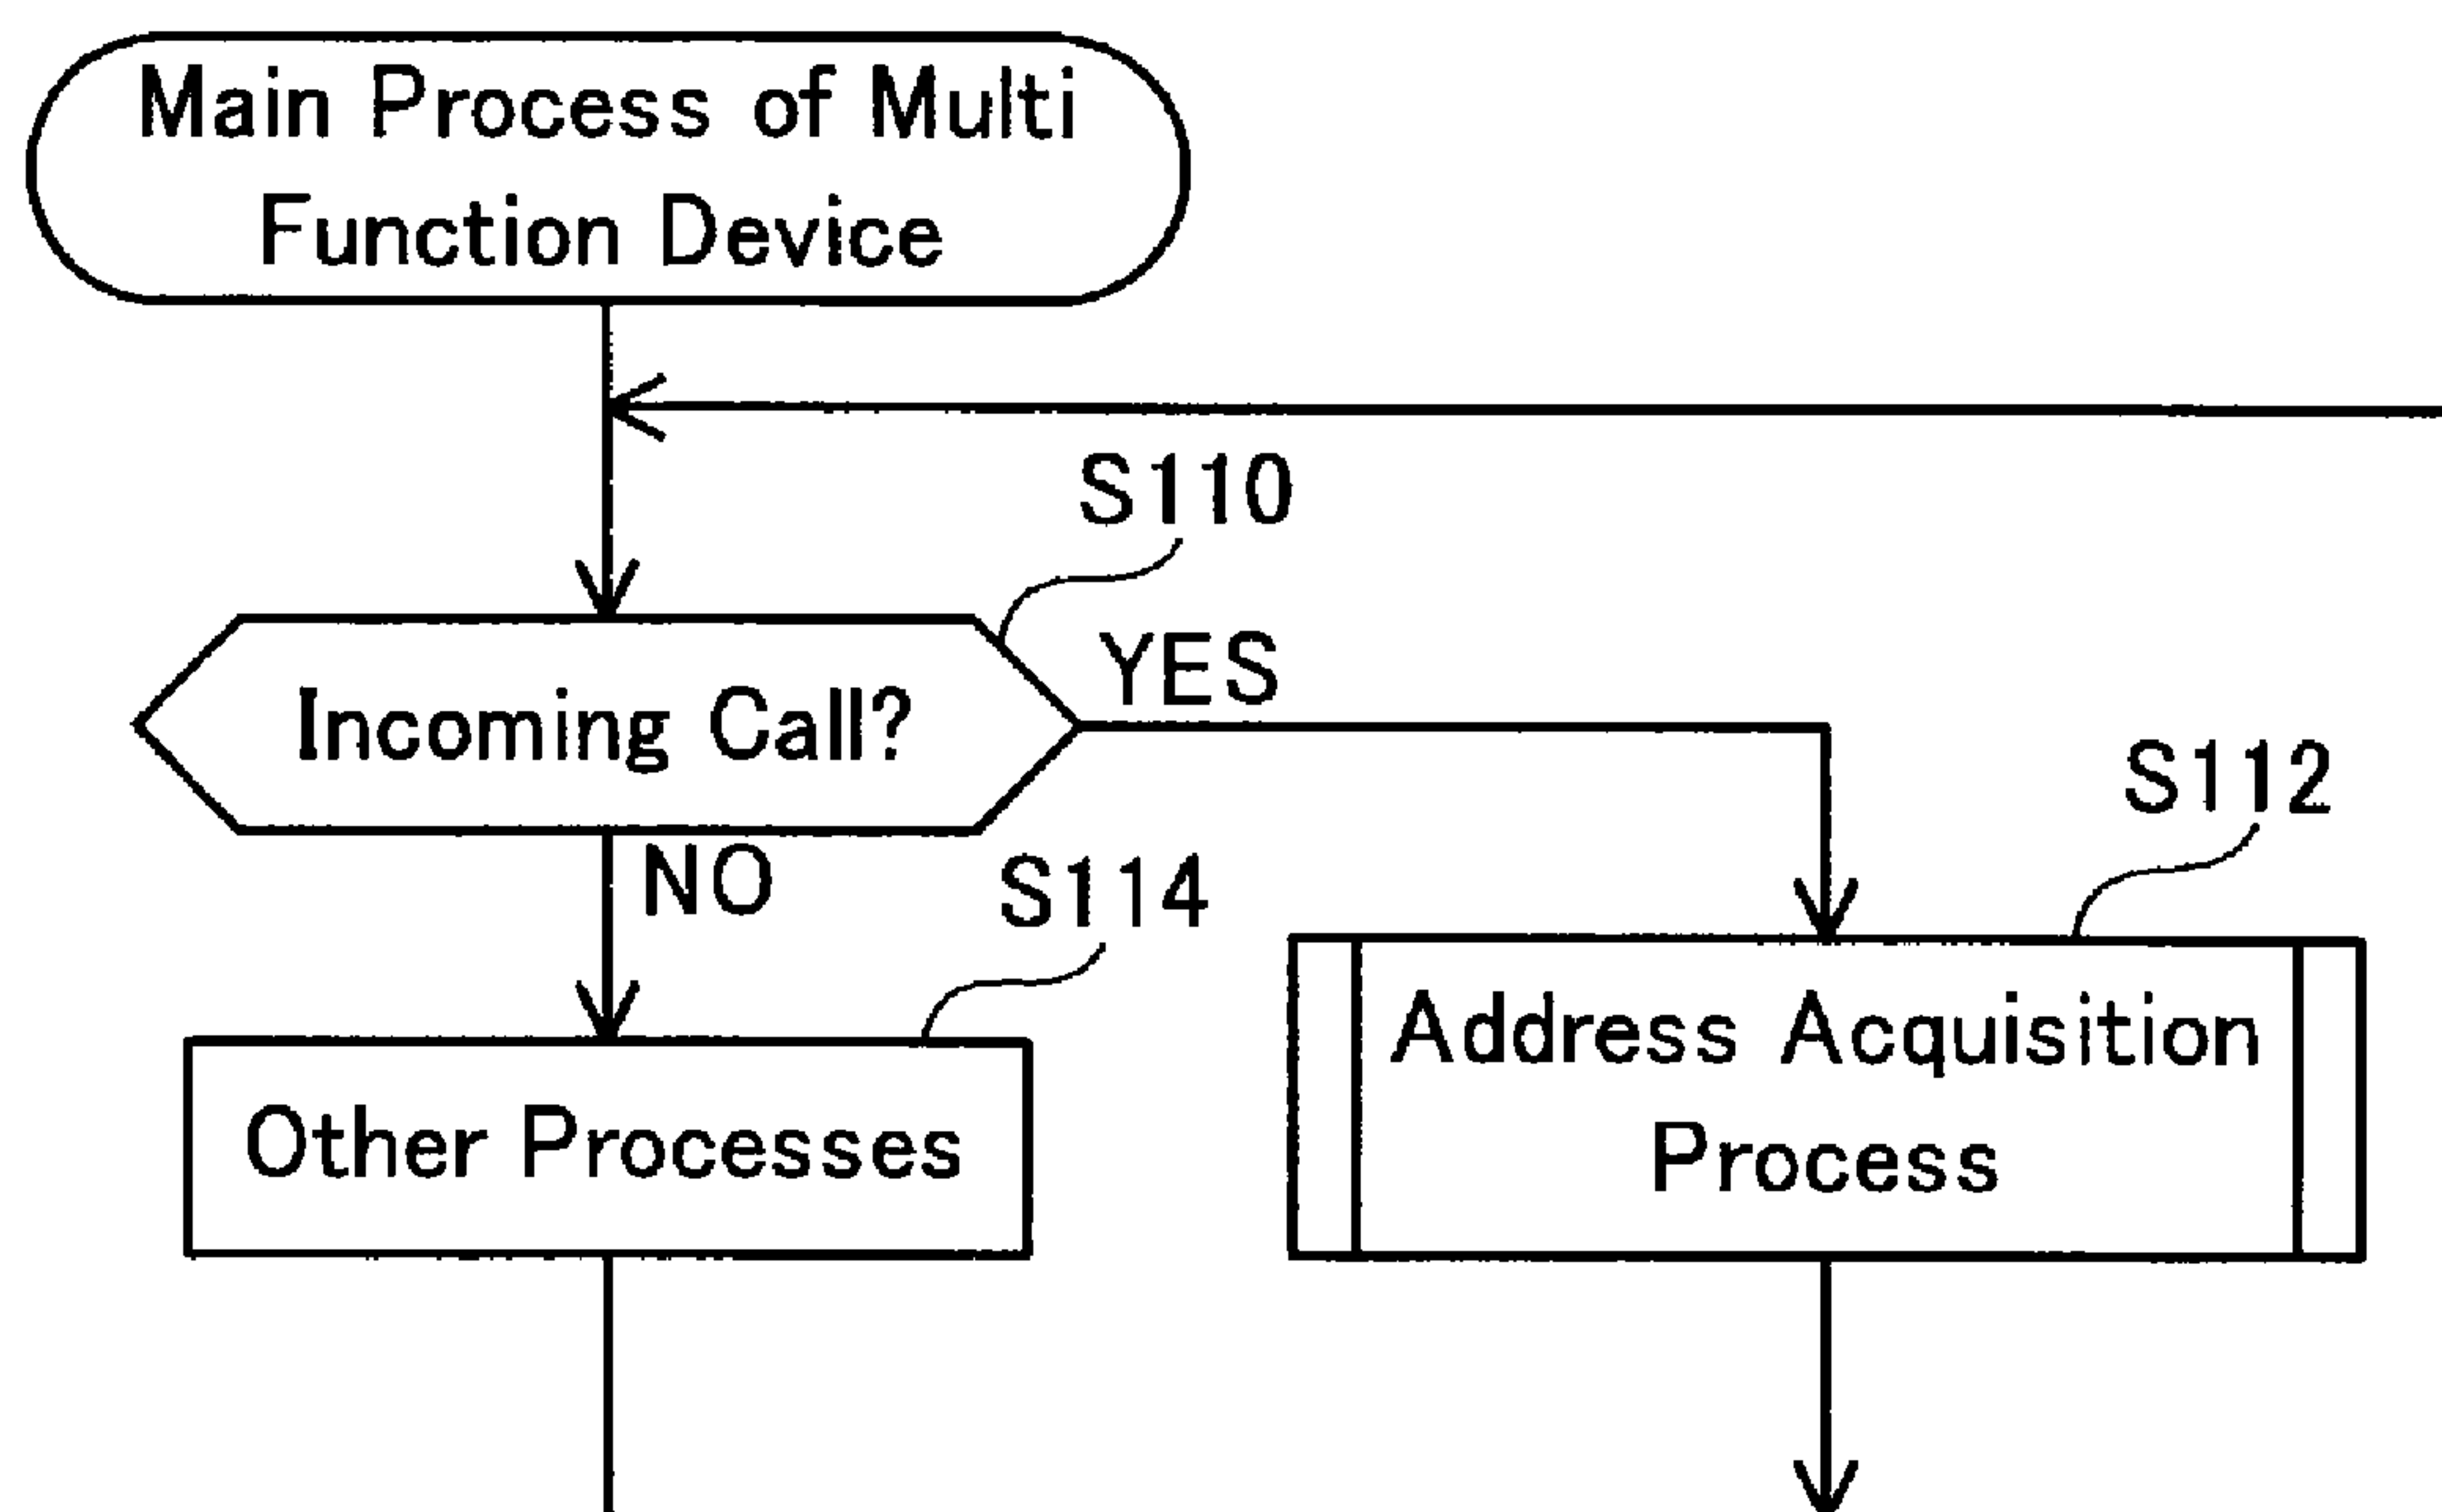 Main Process of Multi
Function Device
S110
Incoming Call?
YES
S112
NO
S114
Address Acquisition
Process
Other Processes